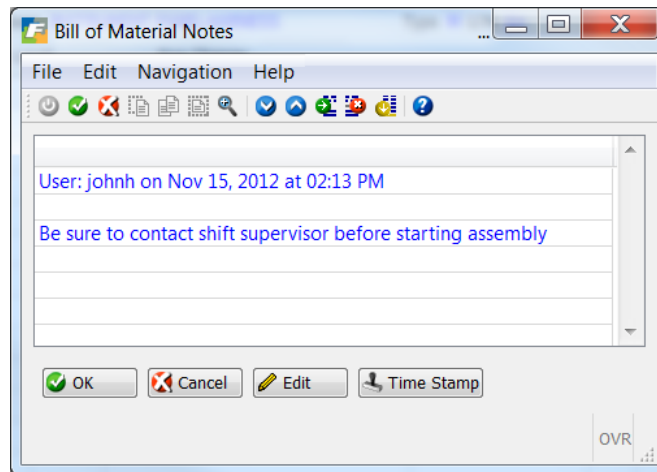 Bill of Material Notes
...
File Edit Navigation Help
User: johnh on Nov 15, 2012 at 02:13 PM
Be sure to contact shift supervisor before starting assembly
OK Cancel Edit Time Stamp
OVR